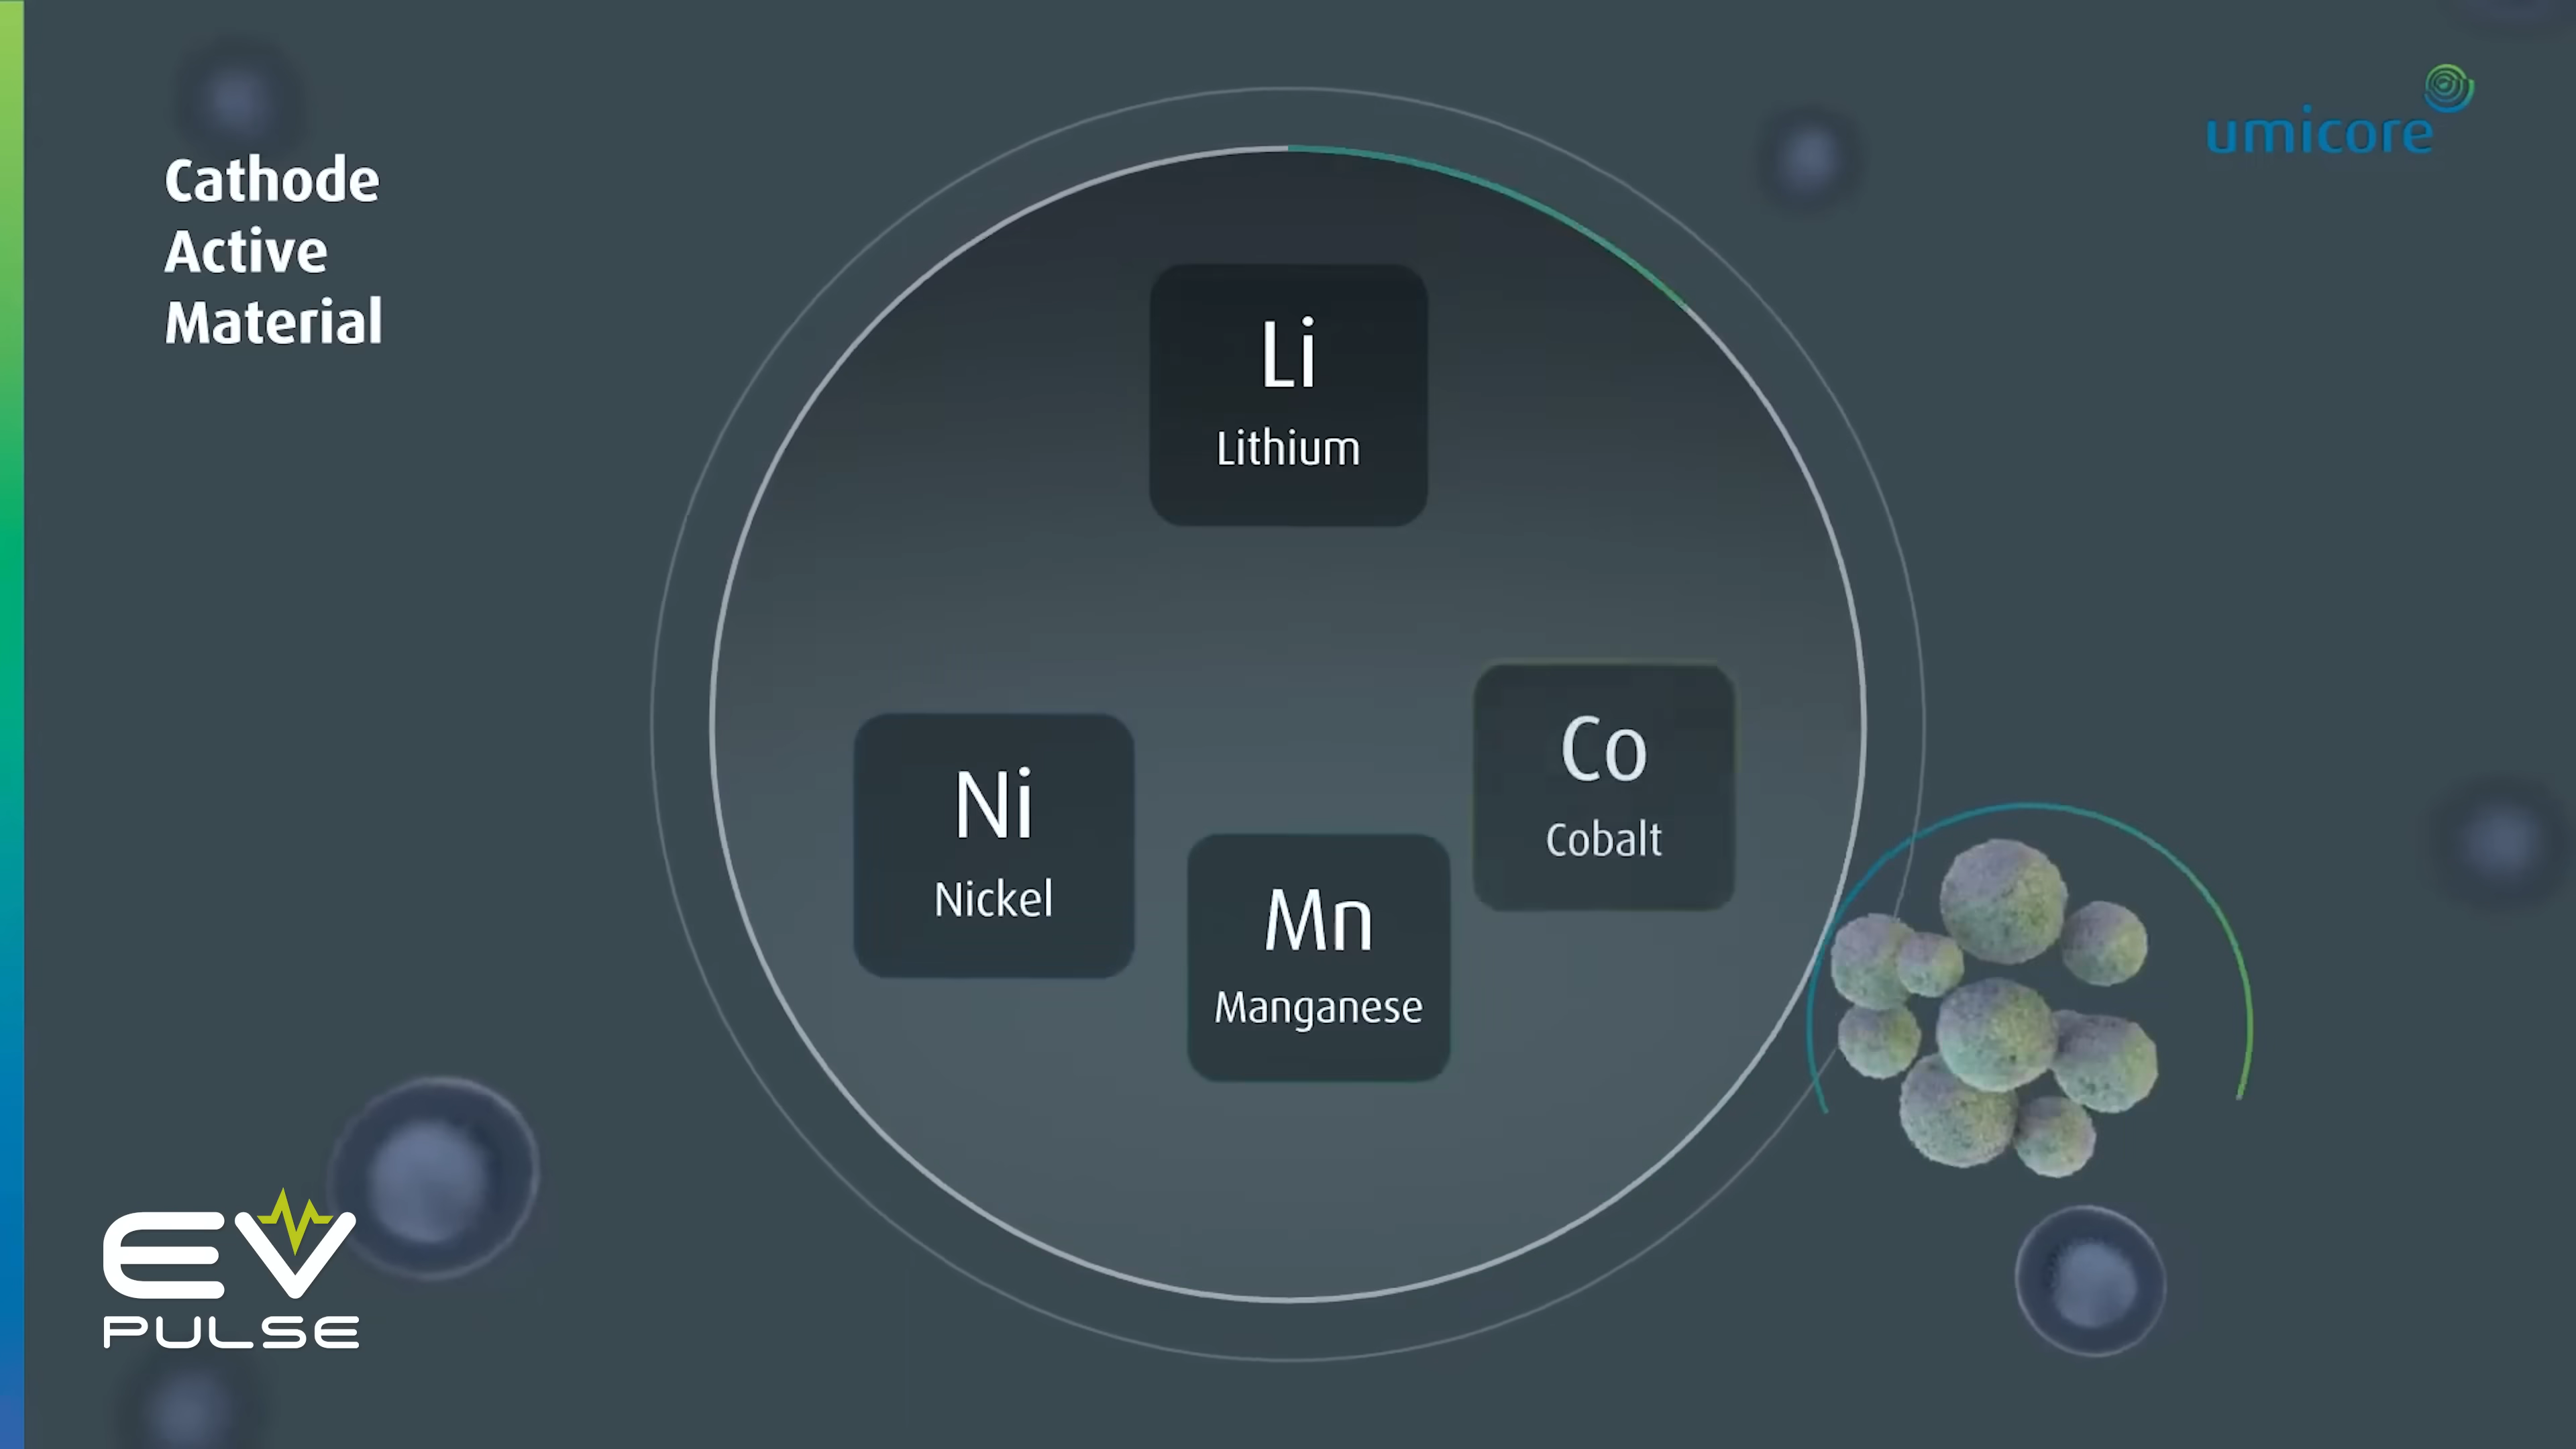 Cathode
Active
Material
umicore
Li
Lithium
Ni
Nickel
Mn
Manganese
Co
Cobalt
EV
PULSE